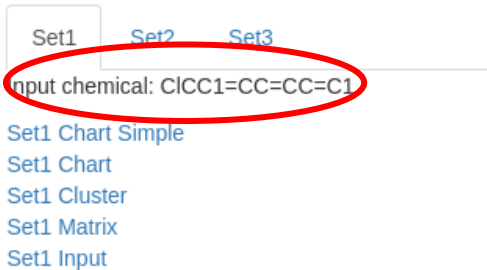 Set1 Set2 Set3
nput chemical: ClCC1=CC=CC=C1
Set1 Chart Simple
Set1 Chart
Set1 Cluster
Set1 Matrix
Set1 Input